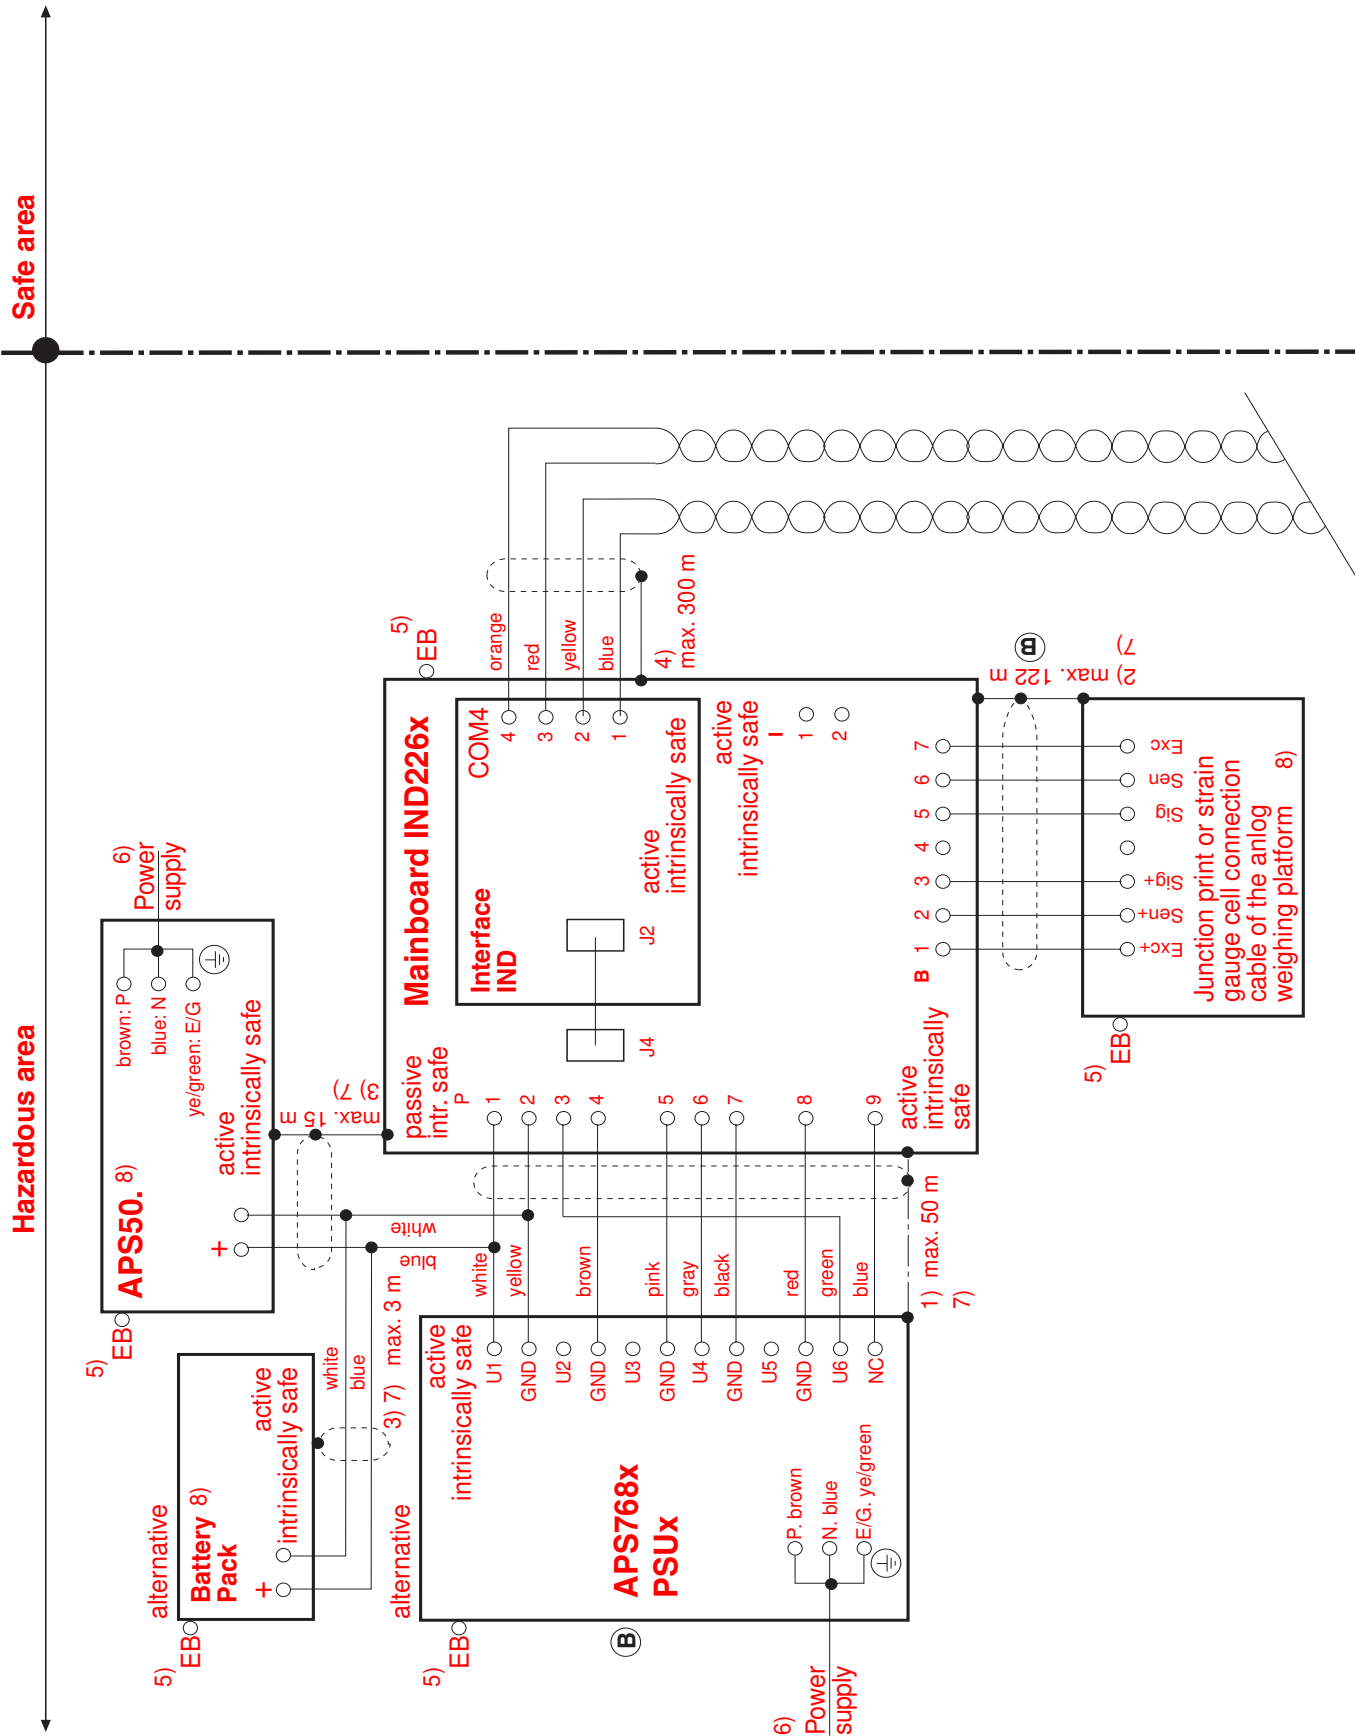 Hazardous area
Safe area
5)
EB
alternative
Battery 8)
Pack
active
intrinsically safe
+
white
blue
3) 7) max. 3 m
5)
EB
APS50. 8)
active
intrinsically safe
+
brown: P
blue: N
ye/green: E/G
6)
Power
supply
blue
white
max. 15 m
3) 7)
5)
EB
alternative
B
APS768x
PSUx
active
intrinsically safe
6)
Power
supply
P. brown
N. blue
E/G. ye/green
U1
GND
U2
GND
U3
GND
U4
GND
U5
GND
U6
NC
white
yellow
brown
pink
gray
black
red
green
blue
1) max. 50 m
7)
5)
EB
Mainboard IND226x
passive
intr. safe
P
1
2
3
4
5
6
7
8
9
active
intrinsically
safe
Interface
IND
J4
J2
active
intrinsically safe
COM4
4
3
2
1
orange
red
yellow
blue
4)
max. 300 m
active
intrinsically safe
I
1
2
B
1
2
3
4
5
6
7
B
2) max. 122 m
7)
5)
EB
Exc+
Sen+
Sig+
Sig
Sen
Exc
Junction print or strain
gauge cell connection
cable of the anlog
weighing platform 8)